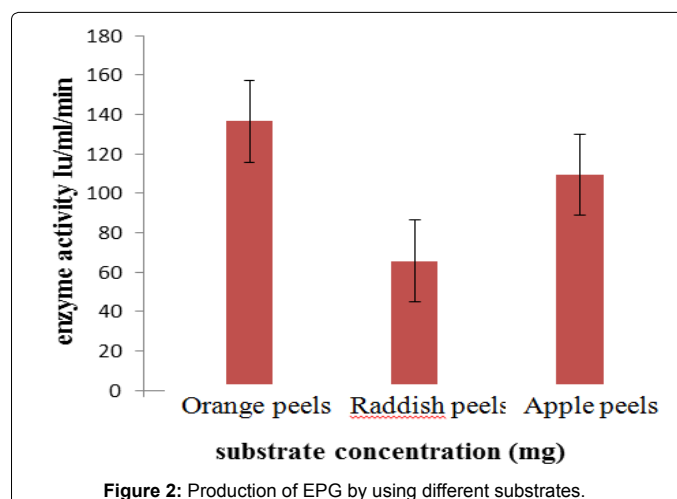 180
160
140
120
100
80
60
40
20
0
enzyme activity Iu/ml/min
Orange peels Raddish peels Apple peels
substrate concentration (mg)
Figure 2: Production of EPG by using different substrates.